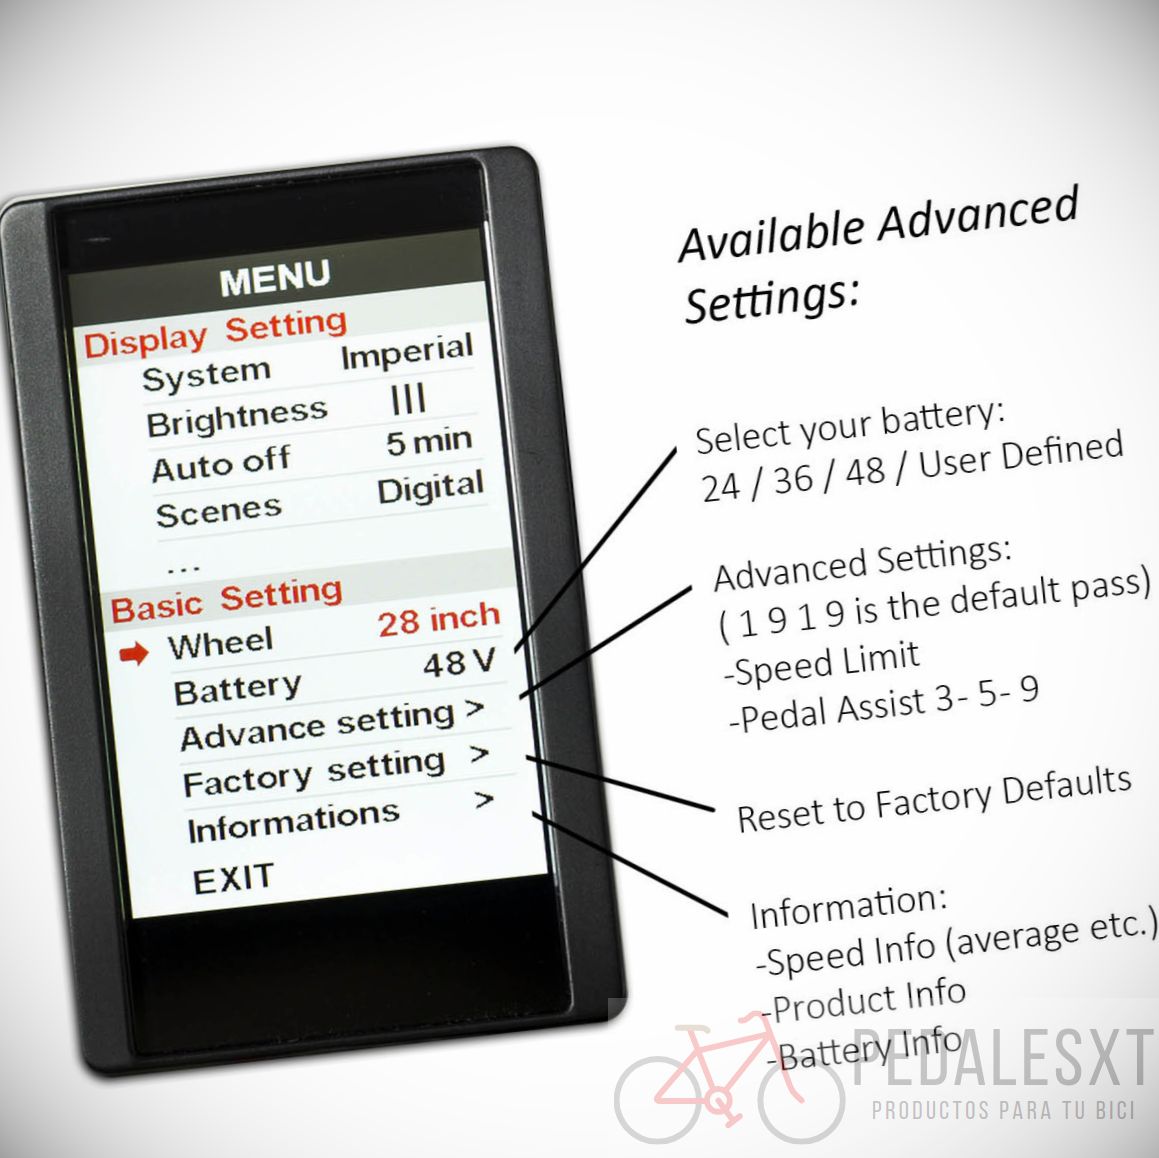 MENU
Display Setting
System Imperial
Brightness III
Auto off 5 min
Scenes Digital
...
Basic Setting
Wheel 28 inch
Battery 48 V
Advance setting >
Factory setting >
Informations >
EXIT
Available Advanced
Settings:
Select your battery:
24 / 36 / 48 / User Defined
Advanced Settings:
( 1 9 1 9 is the default pass)
-Speed Limit
-Pedal Assist 3- 5- 9
Reset to Factory Defaults
Information:
-Speed Info (average etc.)
-Product Info
-Battery Info
PEDALESXT
PRODUCTOS PARA TU BICI